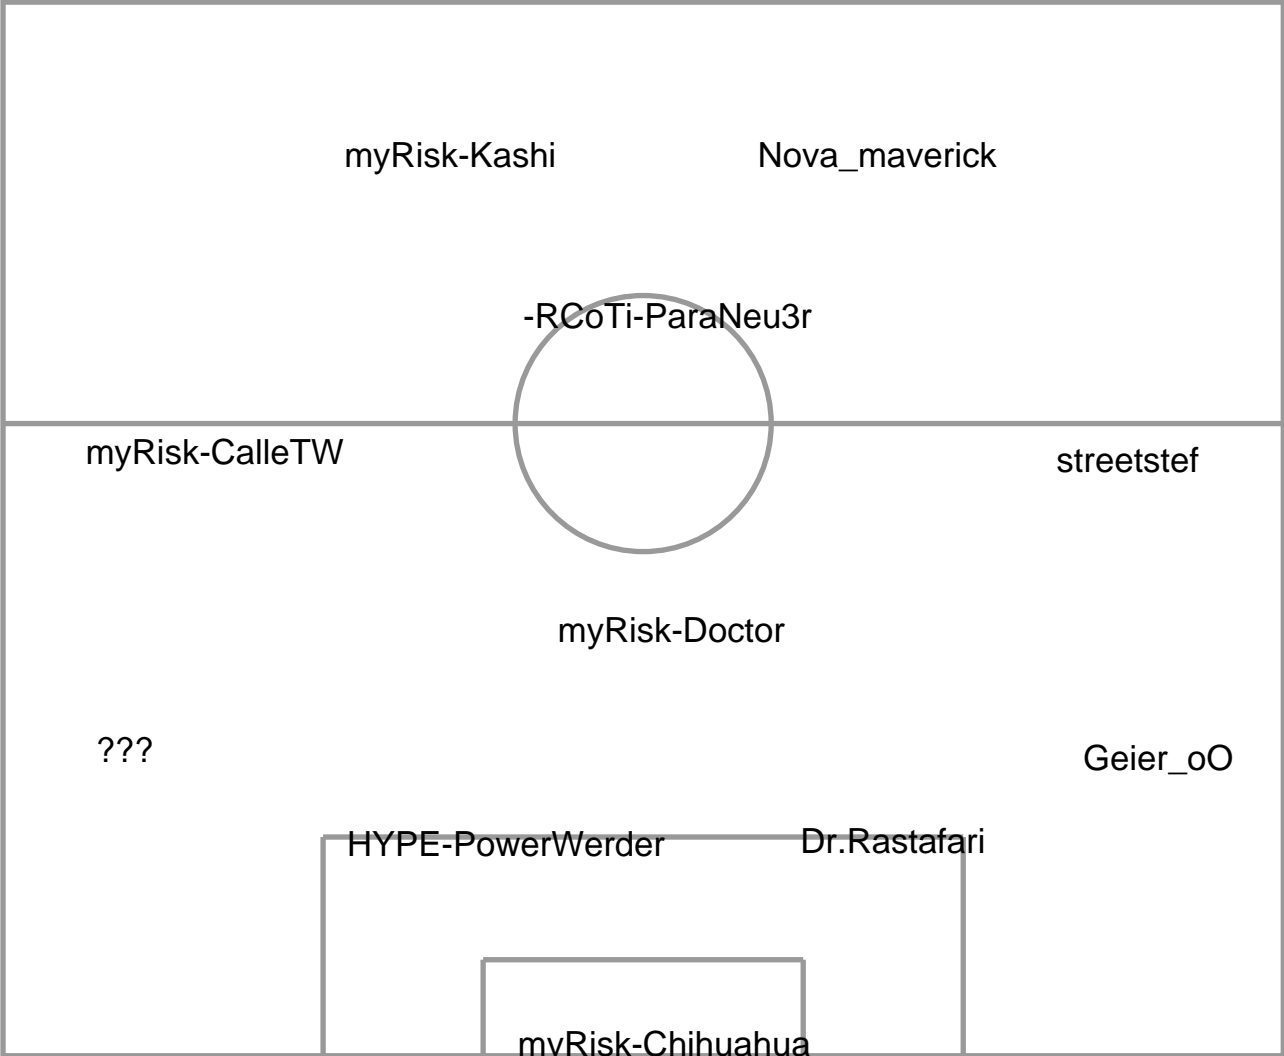 myRisk-Kashi
Nova_maverick
-RCoTi-ParaNeu3r
myRisk-CalleTW
streetstef
myRisk-Doctor
???
Geier_oO
HYPE-PowerWerder
Dr.Rastafari
myRisk-Chihuahua